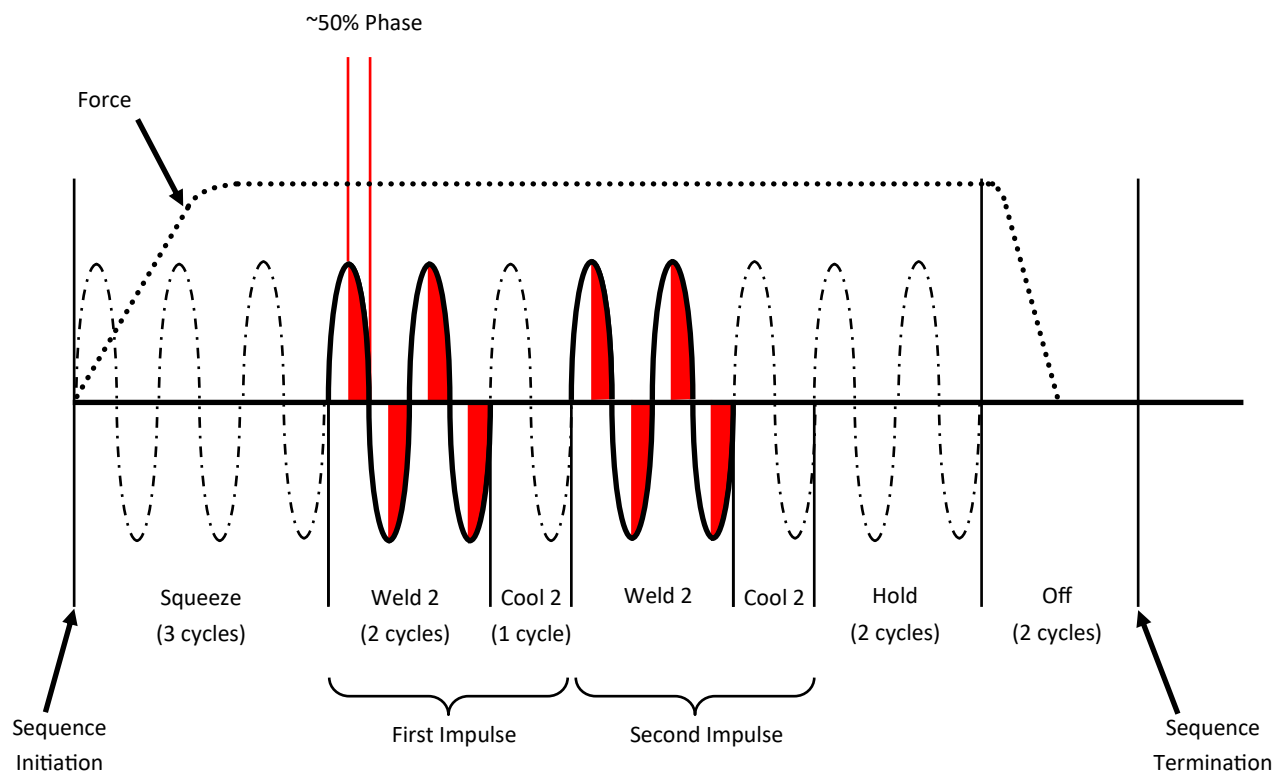 ~50% Phase
Force
Squeeze
(3 cycles)
Weld 2
(2 cycles)
Cool 2
(1 cycle)
Weld 2
Cool 2
Hold
(2 cycles)
Off
(2 cycles)
First Impulse
Second Impulse
Sequence
Initiation
Sequence
Termination